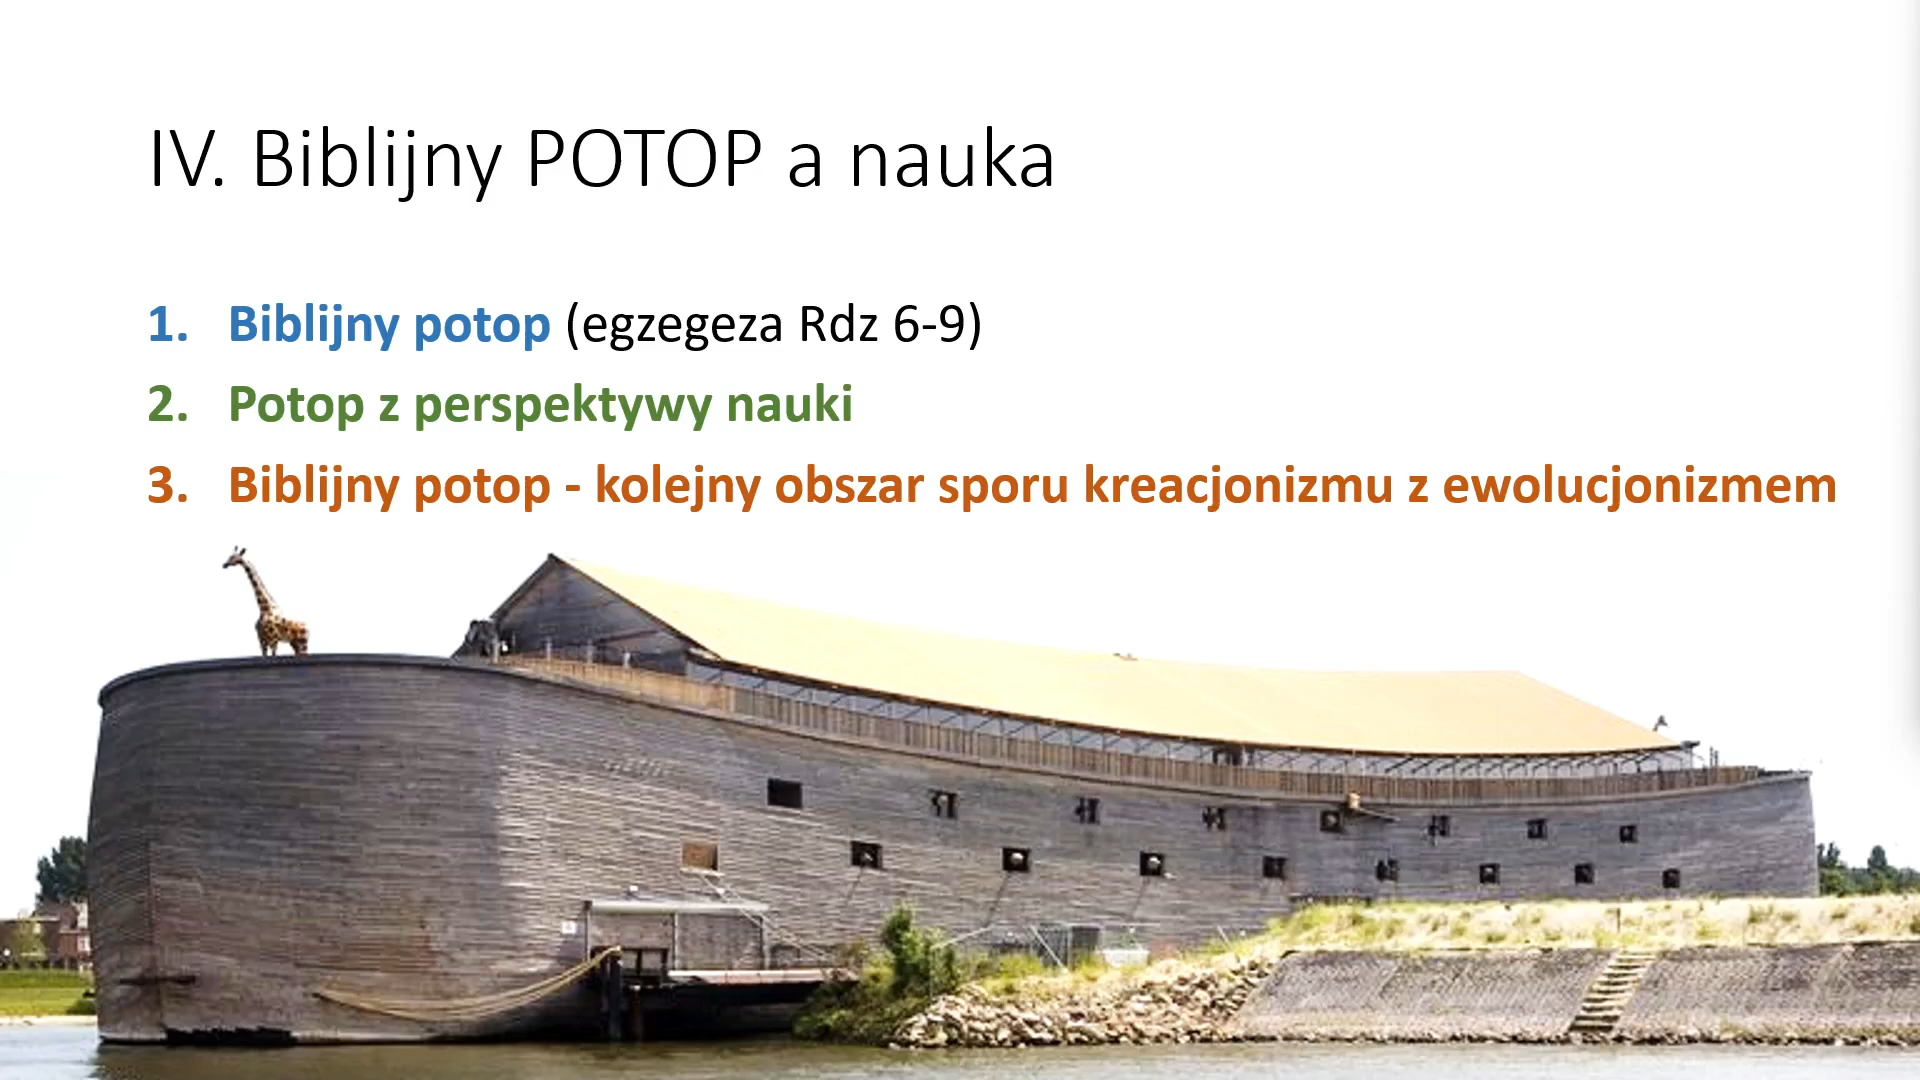 IV. Biblijny POTOP a nauka
1. Biblijny potop (egzegeza Rdz 6-9)
2. Potop z perspektywy nauki
3. Biblijny potop - kolejny obszar sporu kreacjonizmu z ewolucjonizmem